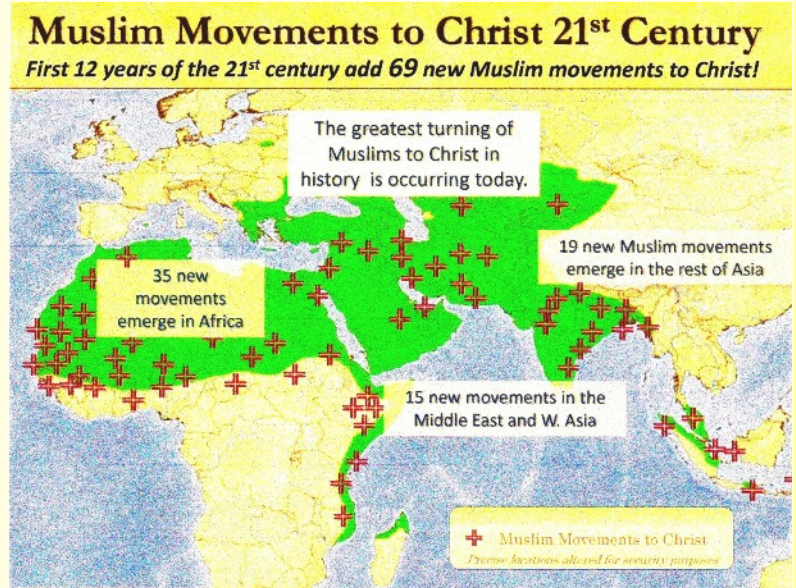 Muslim Movements to Christ 21st Century
First 12 years of the 21st century add 69 new Muslim movements to Christ!
The greatest turning of
Muslims to Christ in
history is occurring today.
19 new Muslim movements
emerge in the rest of Asia
35 new
movements
emerge in Africa
15 new movements in the
Middle East and W. Asia
Muslim Movements to Christ
Precise locations altered for security purposes